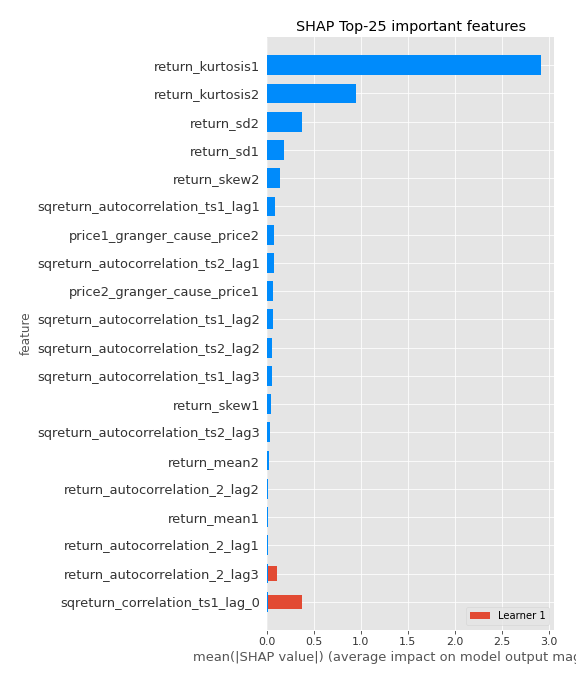 SHAP Top-25 important features
return_kurtosis1
return_kurtosis2
return_sd2
return_sd1
return_skew2
sqreturn_autocorrelation_ts1_lag1
price1_granger_cause_price2
sqreturn_autocorrelation_ts2_lag1
price2_granger_cause_price1
sqreturn_autocorrelation_ts1_lag2
sqreturn_autocorrelation_ts2_lag2
sqreturn_autocorrelation_ts1_lag3
return_skew1
sqreturn_autocorrelation_ts2_lag3
return_mean2
return_autocorrelation_2_lag2
return_mean1
return_autocorrelation_2_lag1
return_autocorrelation_2_lag3
sqreturn_correlation_ts1_lag_0
feature
Learner 1
0.0 0.5 1.0 1.5 2.0 2.5 3.0
mean(|SHAP value|) (average impact on model output mag